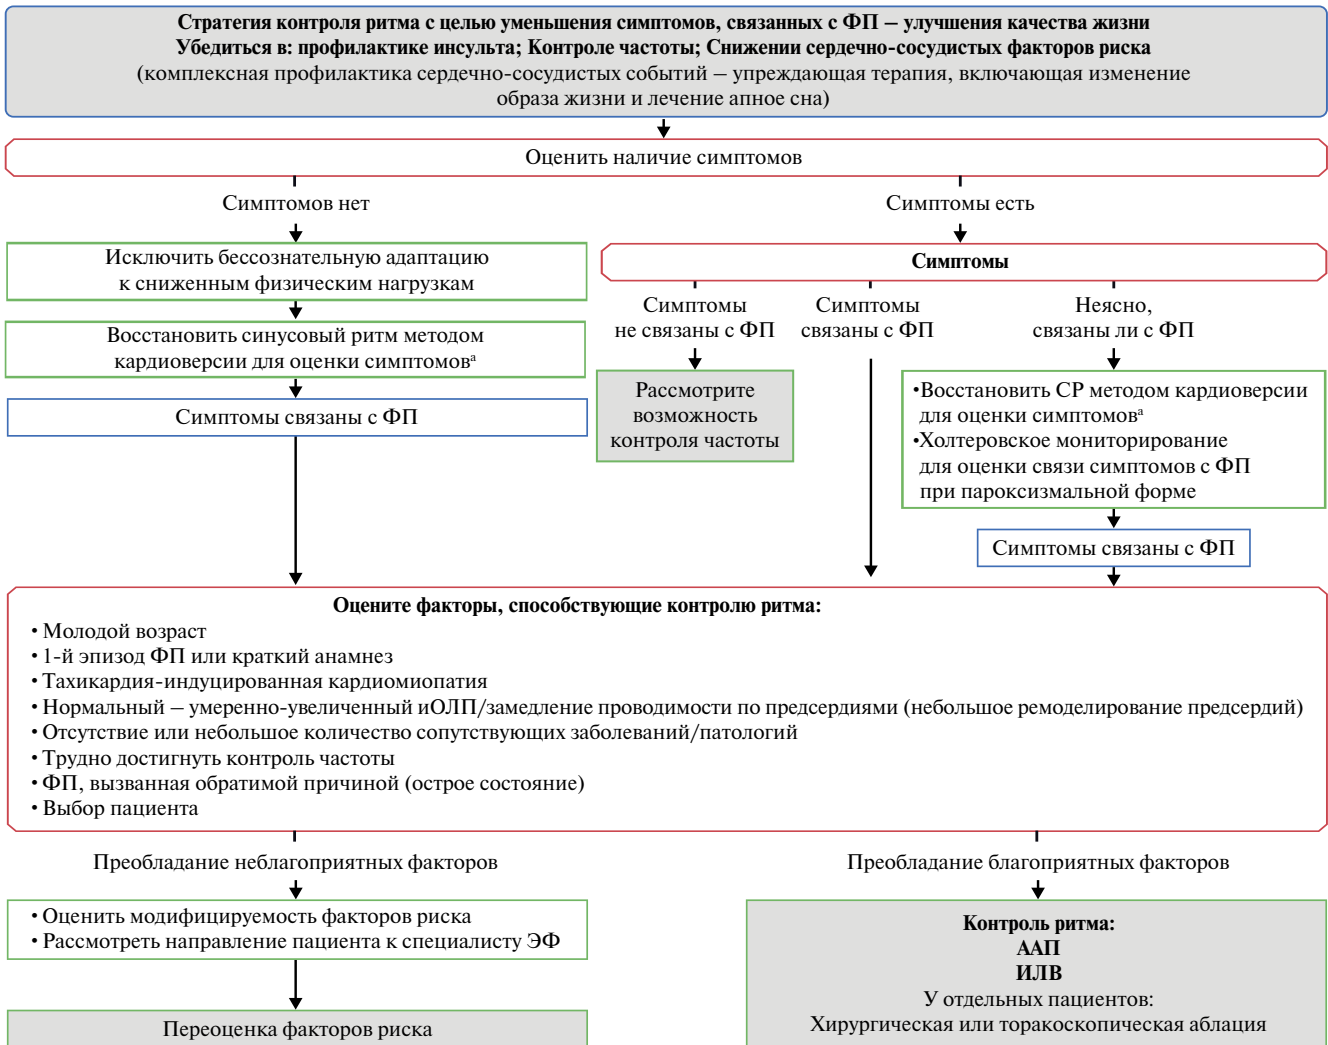 Стратегия контроля ритма с целью уменьшения симптомов, связанных с ФП – улучшения качества жизни
Убедиться в: профилактике инсульта; Контроле частоты; Снижении сердечно-сосудистых факторов риска
(комплексная профилактика сердечно-сосудистых событий – упреждающая терапия, включающая изменение
образа жизни и лечение апное сна)
Оценить наличие симптомов
Симптомов нет
Симптомы есть
Исключить бессознательную адаптацию
к сниженным физическим нагрузкам
Восстановить синусовый ритм методом
кардиоверсии для оценки симптомовᵃ
Симптомы связаны с ФП
Симптомы
Симптомы
не связаны с ФП
Симптомы
связаны с ФП
Неясно,
связаны ли с ФП
Рассмотрите
возможность
контроля частоты
•Восстановить СР методом кардиоверсии
для оценки симптомовᵃ
•Холтеровское мониторирование
для оценки связи симптомов с ФП
при пароксизмальной форме
Симптомы связаны с ФП
Оцените факторы, способствующие контролю ритма:
• Молодой возраст
• 1-й эпизод ФП или краткий анамнез
• Тахикардия-индуцированная кардиомиопатия
• Нормальный – умеренно-увеличенный иОЛП/замедление проводимости по предсердиями (небольшое ремоделирование предсердий)
• Отсутствие или небольшое количество сопутствующих заболеваний/патологий
• Трудно достигнуть контроль частоты
• ФП, вызванная обратимой причиной (острое состояние)
• Выбор пациента
Преобладание неблагоприятных факторов
Преобладание благоприятных факторов
• Оценить модифицируемость факторов риска
• Рассмотреть направление пациента к специалисту ЭФ
Переоценка факторов риска
Контроль ритма:
ААП
ИЛВ
У отдельных пациентов:
Хирургическая или торакоскопическая аблация